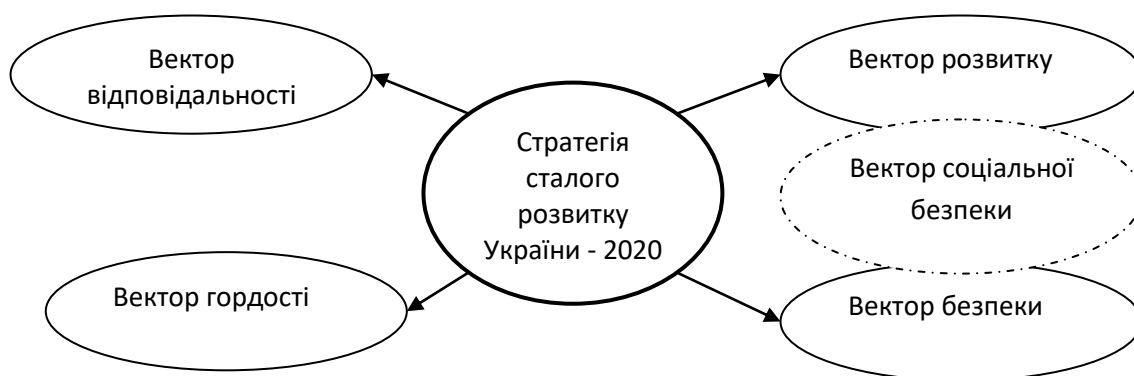 Вектор
відповідальності
Вектор розвитку
Стратегія
сталого
розвитку
України - 2020
Вектор соціальної
безпеки
Вектор гордості
Вектор безпеки